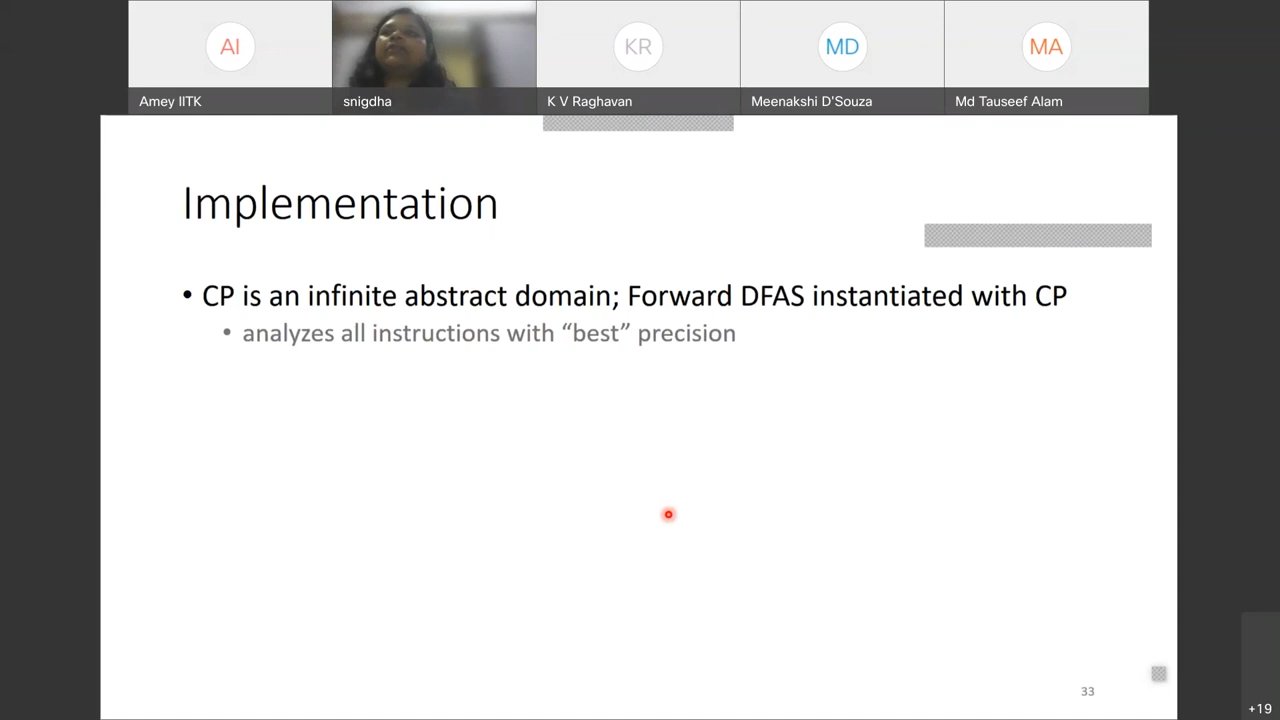 AI
KR
MD
MA
Amey IITK
snigdha
K V Raghavan
Meenakshi D'Souza
Md Tauseef Alam
Implementation
• CP is an infinite abstract domain; Forward DFAS instantiated with CP
• analyzes all instructions with “best” precision
33
+19